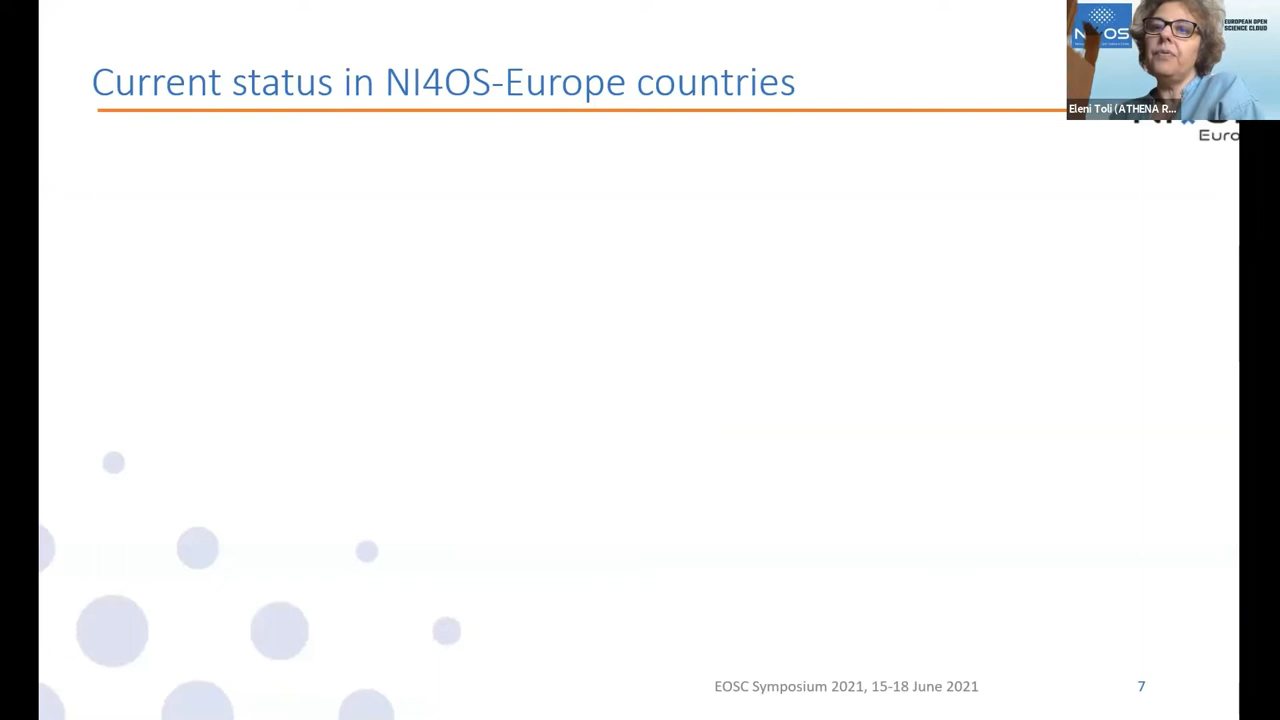 Current status in NI4OS-Europe countries
EUROPEAN OPEN
SCIENCE CLOUD
Eleni Toli (ATHENA R...
Euro
EOSC Symposium 2021, 15-18 June 2021
7